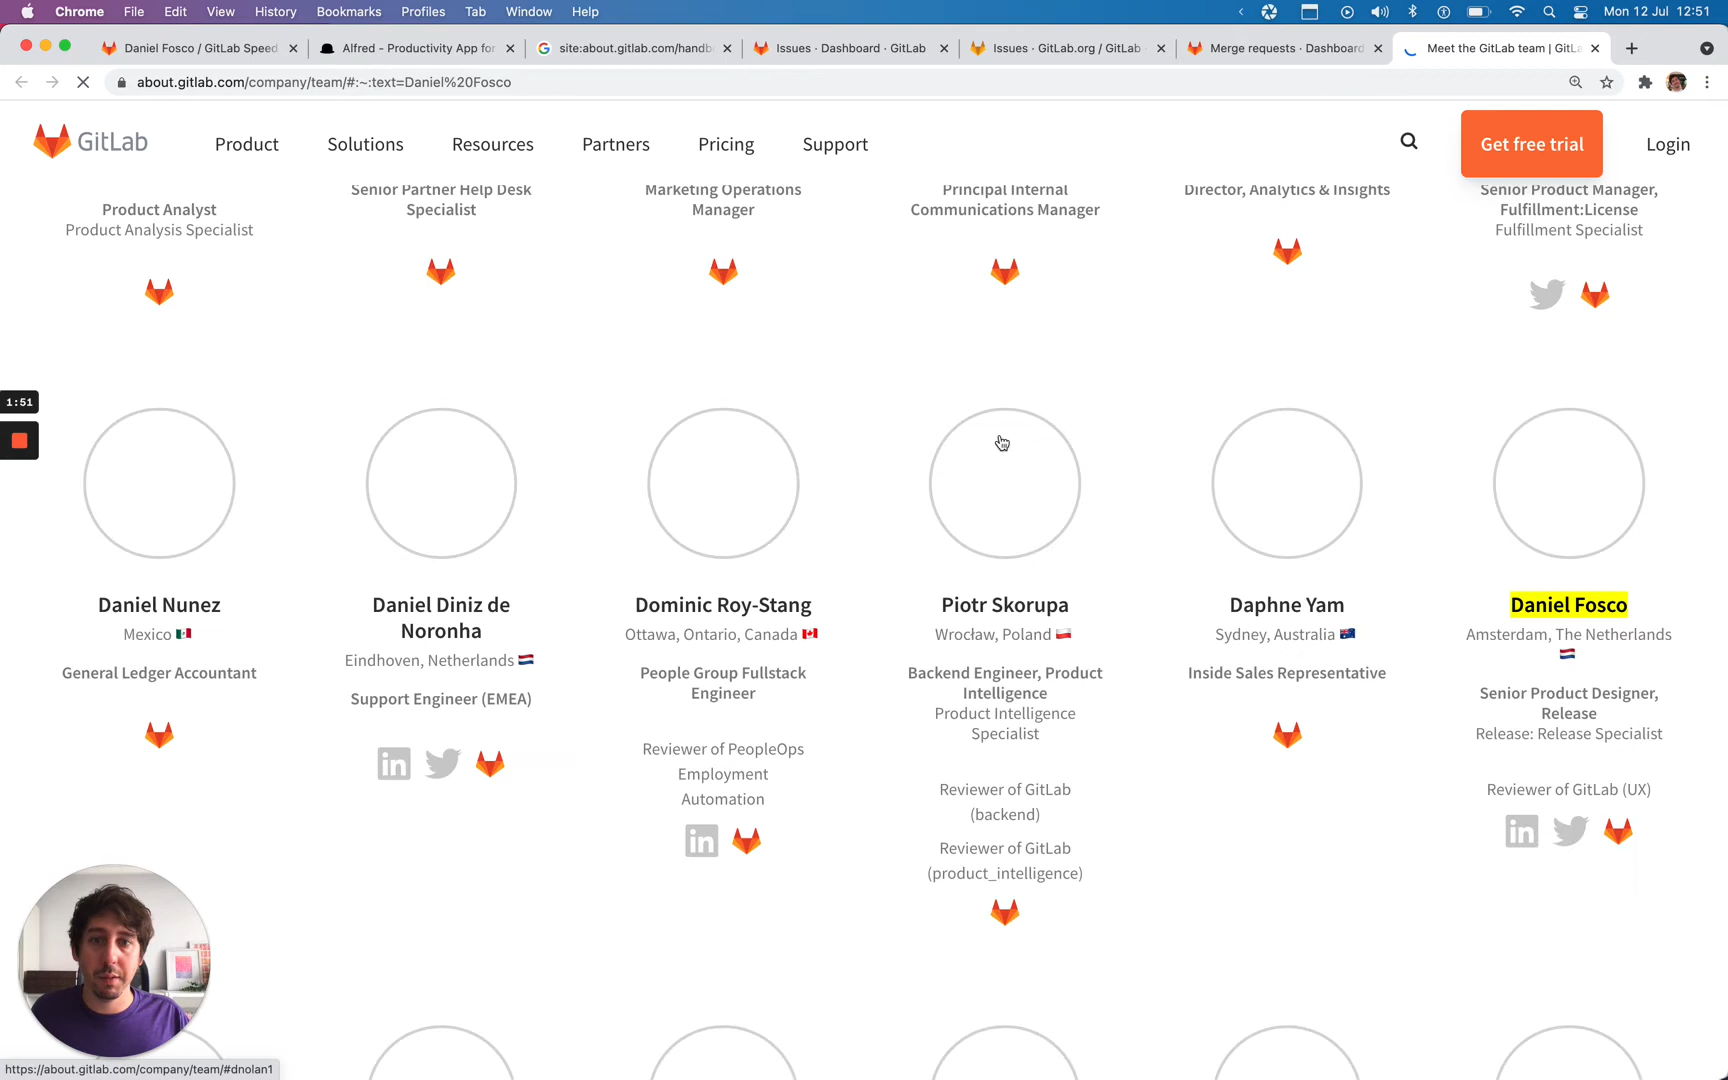 Chrome File Edit View History Bookmarks Profiles Tab Window Help Mon 12 Jul 12:51
Daniel Fosco / GitLab Speed Alfred - Productivity App for site:about.gitlab.com/handb Issues · Dashboard · GitLab Issues · GitLab.org / GitLab · Merge requests · Dashboard Meet the GitLab team | GitLa
about.gitlab.com/company/team/#:~:text=Daniel%20Fosco
GitLab Product Solutions Resources Partners Pricing Support Get free trial Login
Product Analyst
Product Analysis Specialist
Senior Partner Help Desk
Specialist
Marketing Operations
Manager
Principal Internal
Communications Manager
Director, Analytics & Insights
Senior Product Manager,
Fulfillment:License
Fulfillment Specialist
1:51
Daniel Nunez
Mexico
General Ledger Accountant
Daniel Diniz de
Noronha
Eindhoven, Netherlands
Support Engineer (EMEA)
in
Dominic Roy-Stang
Ottawa, Ontario, Canada
People Group Fullstack
Engineer
Reviewer of PeopleOps
Employment
Automation
in
Piotr Skorupa
Wrocław, Poland
Backend Engineer, Product
Intelligence
Product Intelligence
Specialist
Reviewer of GitLab
(backend)
Reviewer of GitLab
(product_intelligence)
Daphne Yam
Sydney, Australia
Inside Sales Representative
Daniel Fosco
Amsterdam, The Netherlands
Senior Product Designer,
Release
Release: Release Specialist
Reviewer of GitLab (UX)
in
https://about.gitlab.com/company/team/#dnolan1